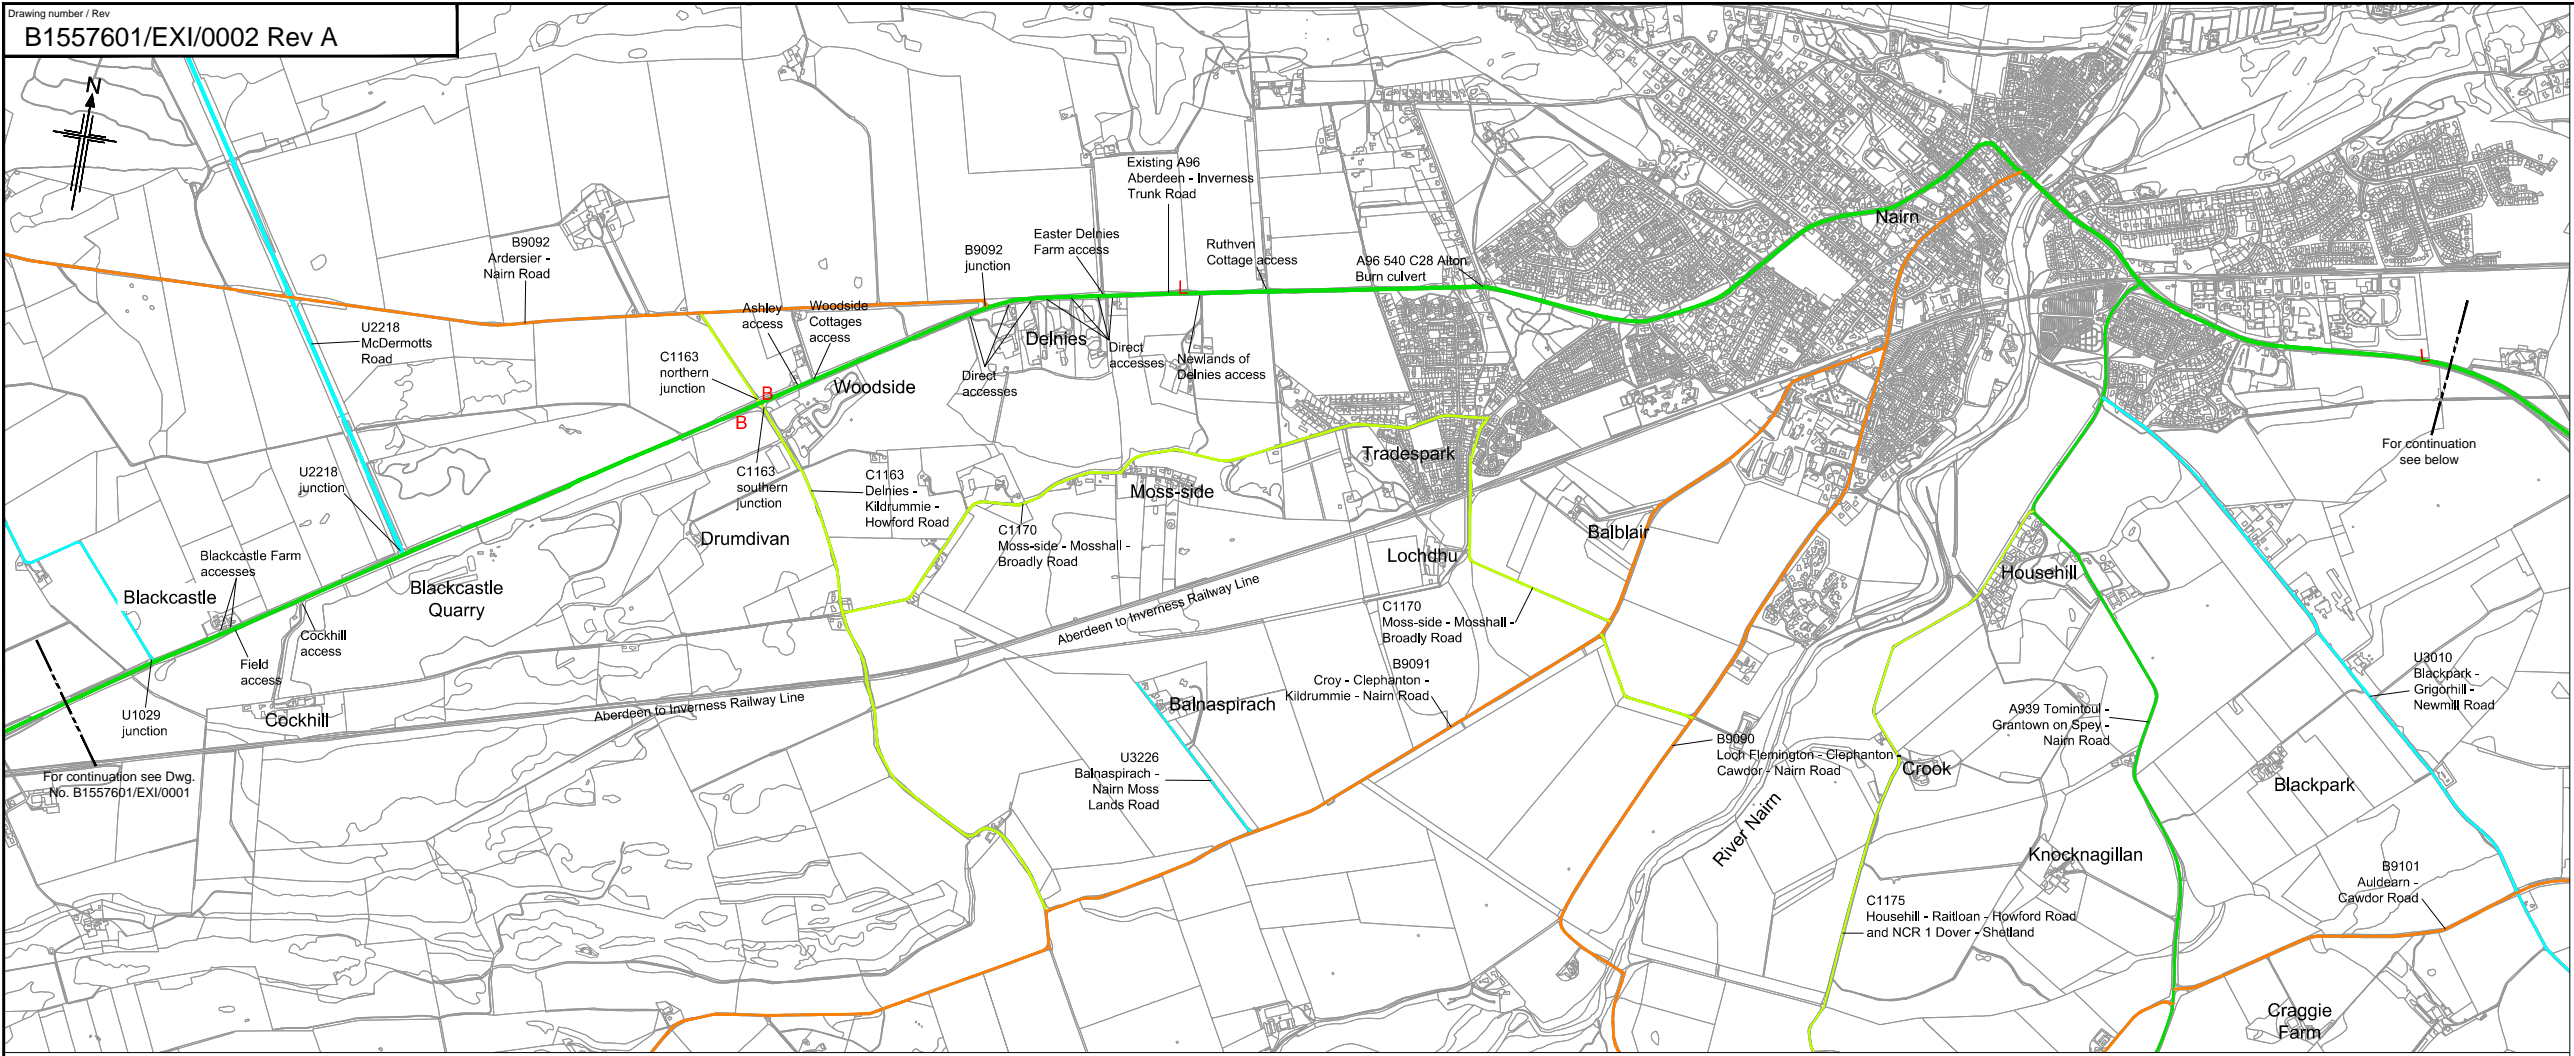 Drawing number / Rev
B1557601/EXI/0002 Rev A
N
Existing A96
Aberdeen - Inverness
Trunk Road
B9092
Ardersier -
Nairn Road
B9092
junction
Easter Delnies
Farm access
Ruthven
Cottage access
A96 540 C28 Alton
Burn culvert
Nairn
L
L
U2218
McDermotts
Road
Ashley
access
Woodside
Cottages
access
C1163
northern
junction
B
B
Woodside
Delnies
Direct
accesses
Direct
accesses
Newlands of
Delnies access
For continuation
see below
U2218
junction
C1163
southern
junction
C1163
Delnies -
Kildrummie -
Howford Road
Tradespark
Moss-side
Drumdivan
C1170
Moss-side - Mosshall -
Broadly Road
Lochdhu
Balblair
Househill
Blackcastle Farm
accesses
Blackcastle
Blackcastle
Quarry
Cockhill
access
Field
access
Aberdeen to Inverness Railway Line
C1170
Moss-side - Mosshall -
Broadly Road
B9091
Croy - Clephanton -
Kildrummie - Nairn Road
U3010
Blackpark -
Grigorhill -
Newmill Road
U1029
junction
Cockhill
Aberdeen to Inverness Railway Line
Balnaspirach
A939 Tomintoul -
Grantown on Spey -
Nairn Road
B9090
Loch Flemington - Clephanton -
Cawdor - Nairn Road
Crook
Blackpark
For continuation see Dwg.
No. B1557601/EXI/0001
U3226
Balnaspirach -
Nairn Moss
Lands Road
River Nairn
Knocknagillan
B9101
Auldearn -
Cawdor Road
C1175
Househill - Raitloan - Howford Road
and NCR 1 Dover - Shetland
Craggie
Farm